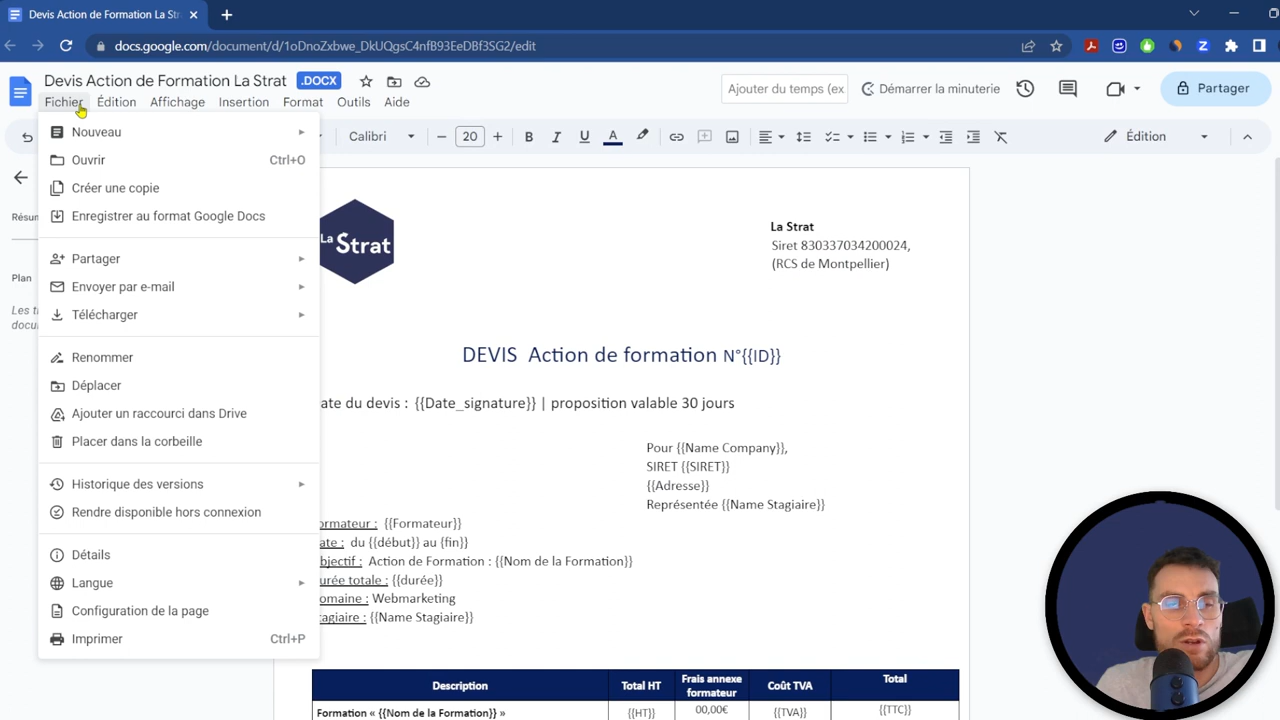 Devis Action de Formation La Stra
docs.google.com/document/d/1oDnoZxbwe_DkUQgsC4nfB93EeDBf3SG2/edit
Devis Action de Formation La Strat .DOCX
Fichier Édition Affichage Insertion Format Outils Aide
Ajouter du temps (ex Démarrer la minuterie Partager
Calibri 20 B I U A Édition
Nouveau
Ouvrir Ctrl+O
Créer une copie
Enregistrer au format Google Docs
Partager
Envoyer par e-mail
Télécharger
Renommer
Déplacer
Ajouter un raccourci dans Drive
Placer dans la corbeille
Historique des versions
Rendre disponible hors connexion
Détails
Langue
Configuration de la page
Imprimer Ctrl+P
Résu
Plan
Les t
docu
La Strat
La Strat
Siret 830337034200024,
(RCS de Montpellier)
DEVIS Action de formation N°{{ID}}
ate du devis : {{Date_signature}} | proposition valable 30 jours
Pour {{Name Company}},
SIRET {{SIRET}}
{{Adresse}}
Représentée {{Name Stagiaire}}
ormateur : {{Formateur}}
ate : du {{début}} au {{fin}}
bjectif : Action de Formation : {{Nom de la Formation}}
urée totale : {{durée}}
omaine : Webmarketing
tagiaire : {{Name Stagiaire}}
Description Total HT Frais annexe formateur Coût TVA Total
Formation « {{Nom de la Formation}} » {{HT}} 00,00€ {{TVA}} {{TTC}}